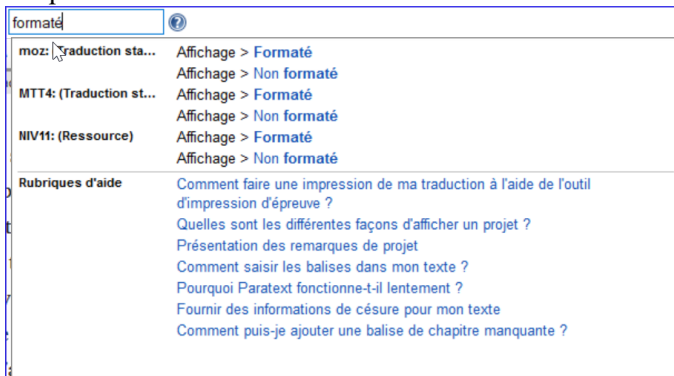 formaté
moz: (Traduction sta... Affichage > Formaté
Affichage > Non formaté
MTT4: (Traduction st... Affichage > Formaté
Affichage > Non formaté
NIV11: (Ressource) Affichage > Formaté
Affichage > Non formaté
Rubriques d'aide Comment faire une impression de ma traduction à l'aide de l'outil
d'impression d'épreuve ?
Quelles sont les différentes façons d'afficher un projet ?
Présentation des remarques de projet
Comment saisir les balises dans mon texte ?
Pourquoi Paratext fonctionne-t-il lentement ?
Fournir des informations de césure pour mon texte
Comment puis-je ajouter une balise de chapitre manquante ?